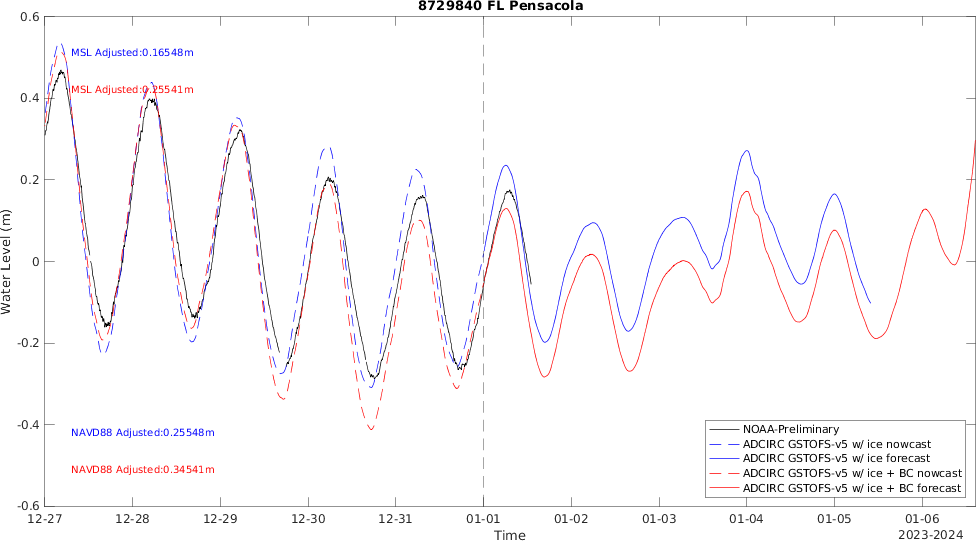 8729840 FL Pensacola
0.6
0.4
0.2
0
-0.2
-0.4
-0.6
Water Level (m)
MSL Adjusted:0.16548m
MSL Adjusted:0.25541m
NAVD88 Adjusted:0.25548m
NAVD88 Adjusted:0.34541m
NOAA-Preliminary
ADCIRC GSTOFS-v5 w/ ice nowcast
ADCIRC GSTOFS-v5 w/ ice forecast
ADCIRC GSTOFS-v5 w/ ice + BC nowcast
ADCIRC GSTOFS-v5 w/ ice + BC forecast
12-27 12-28 12-29 12-30 12-31 01-01 01-02 01-03 01-04 01-05 01-06
Time
2023-2024